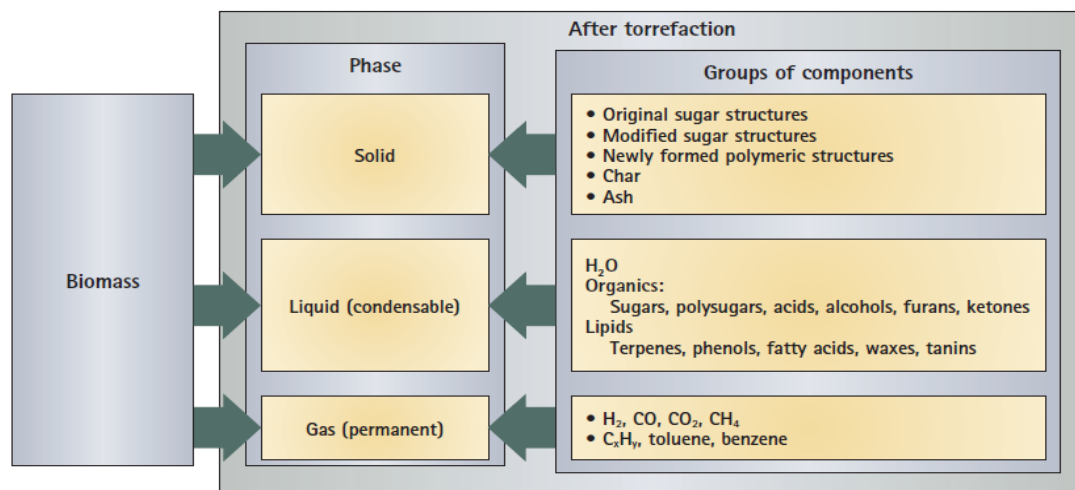 After torrefaction
Phase
Groups of components
Biomass
Solid
• Original sugar structures
• Modified sugar structures
• Newly formed polymeric structures
• Char
• Ash
Liquid (condensable)
H₂O
Organics:
Sugars, polysugars, acids, alcohols, furans, ketones
Lipids
Terpenes, phenols, fatty acids, waxes, tanins
Gas (permanent)
• H₂, CO, CO₂, CH₄
• CₓHᵧ, toluene, benzene